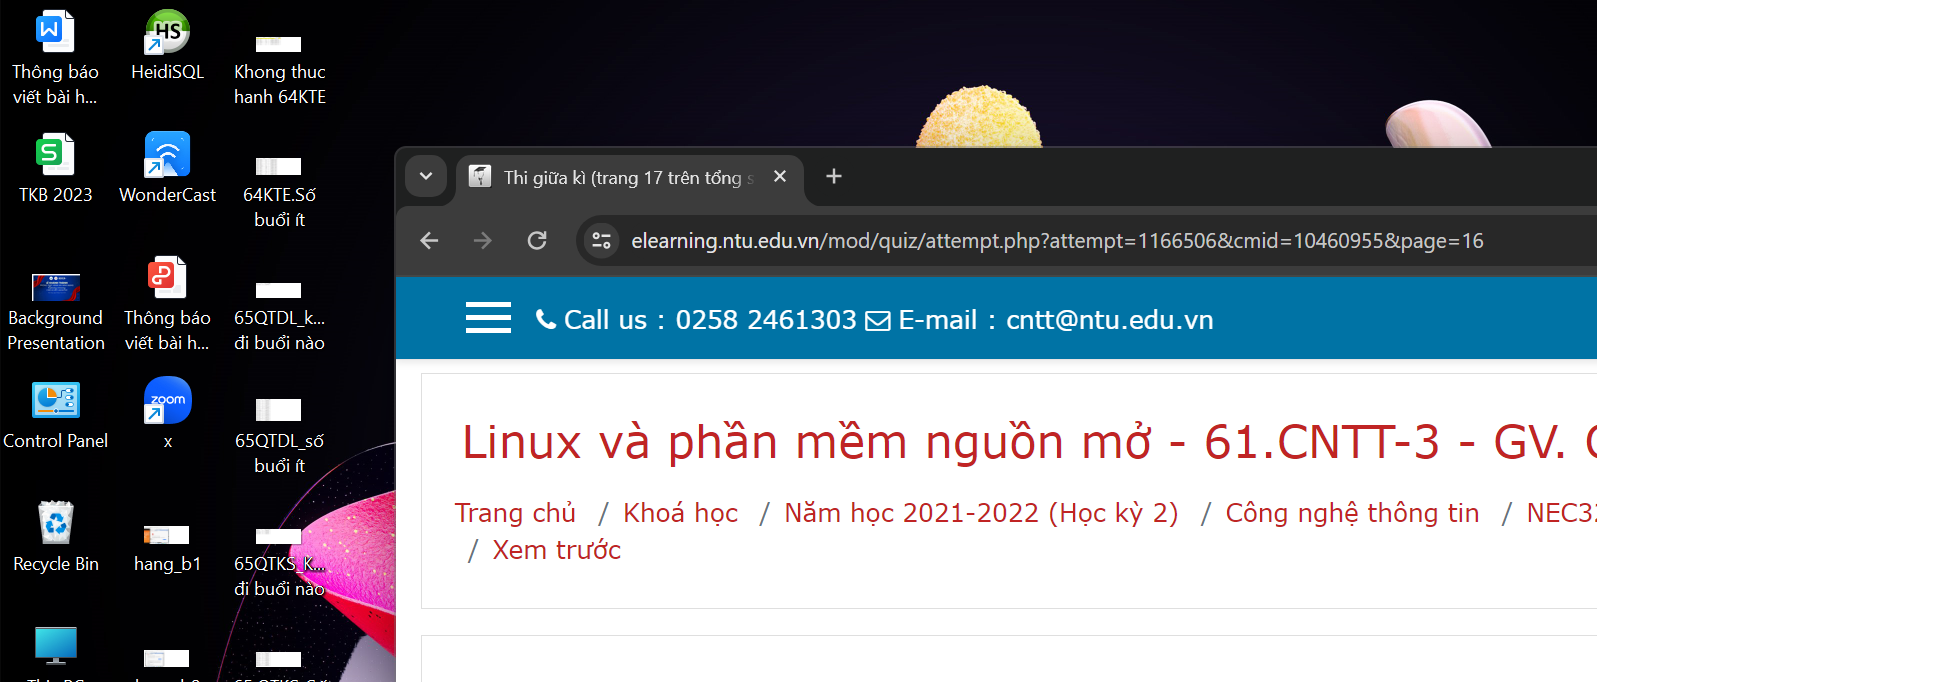 Thông báo
viết bài h...
HeidiSQL
Khong thuc
hanh 64KTE
TKB 2023
WonderCast
64KTE.Số
buổi ít
Background
Presentation
Thông báo
viết bài h...
65QTDL_k...
đi buổi nào
Control Panel
zoom
x
65QTDL_số
buổi ít
Recycle Bin
hang_b1
65QTKS_K...
đi buổi nào
Thi giữa kì (trang 17 trên tổng s
elearning.ntu.edu.vn/mod/quiz/attempt.php?attempt=1166506&cmid=10460955&page=16
Call us : 0258 2461303 E-mail : cntt@ntu.edu.vn
Linux và phần mềm nguồn mở - 61.CNTT-3 - GV.
Trang chủ / Khoá học / Năm học 2021-2022 (Học kỳ 2) / Công nghệ thông tin / NEC32
/ Xem trước